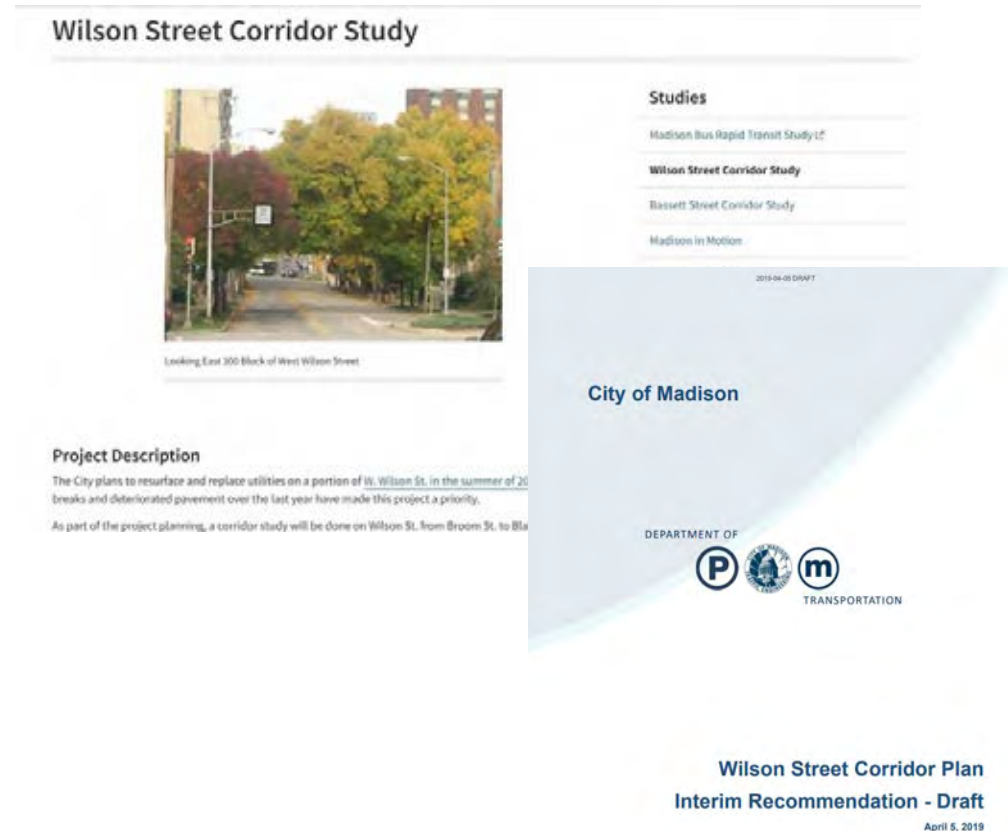 Wilson Street Corridor Study
Studies
Madison Bus Rapid Transit Study
Wilson Street Corridor Study
Bassett Street Corridor Study
Madison in Motion
Looking East 300 Block of West Wilson Street
Project Description
The City plans to resurface and replace utilities on a portion of W. Wilson St. in the summer of 20
breaks and deteriorated pavement over the last year have made this project a priority.
As part of the project planning, a corridor study will be done on Wilson St. from Broom St. to Bla
2019-04-05 DRAFT
City of Madison
DEPARTMENT OF
P
m
TRANSPORTATION
Wilson Street Corridor Plan
Interim Recommendation - Draft
April 5, 2019